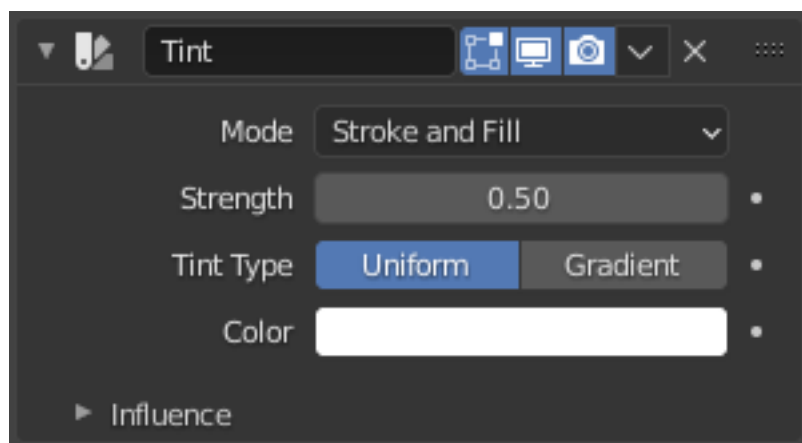 Tint
Mode Stroke and Fill
Strength 0.50
Tint Type Uniform Gradient
Color
Influence